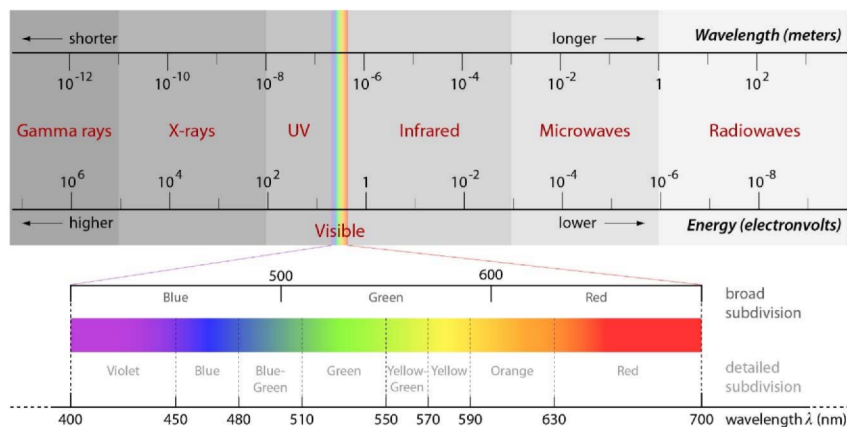 ← shorter longer → Wavelength (meters)
10⁻¹² 10⁻¹⁰ 10⁻⁸ 10⁻⁶ 10⁻⁴ 10⁻² 1 10²
Gamma rays X-rays UV Infrared Microwaves Radiowaves
10⁶ 10⁴ 10² 1 10⁻² 10⁻⁴ 10⁻⁶ 10⁻⁸
← higher Visible lower → Energy (electronvolts)
500 600
Blue Green Red broad
subdivision
Violet Blue Blue-
Green Green Yellow-
Green Yellow Orange Red detailed
subdivision
400 450 480 510 550 570 590 630 700 wavelength λ (nm)